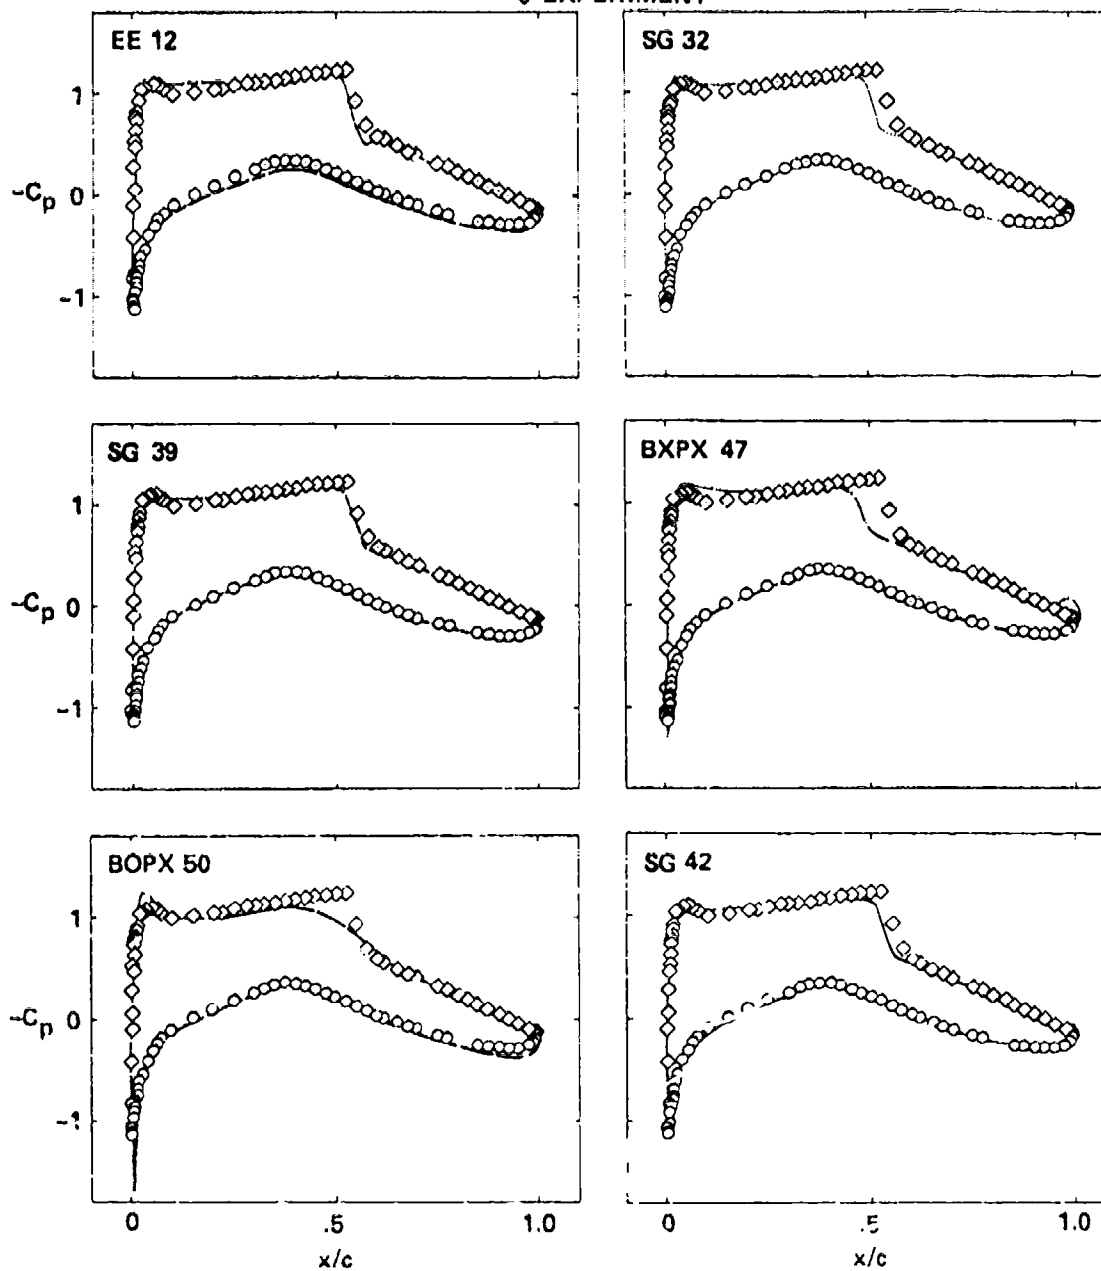 EXPERIMENT
EE 12
SG 32
1
-Cp
0
-1
SG 39
BXPX 47
1
-Cp
0
-1
BOPX 50
SG 42
1
-Cp
0
-1
0 .5 1.0
x/c
0 .5 1.0
x/c